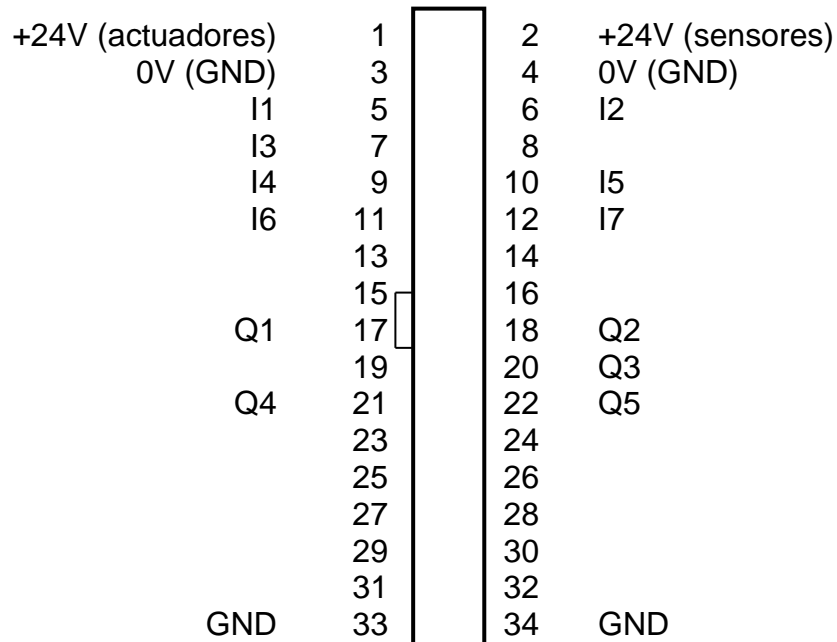 +24V (actuadores) 1 2 +24V (sensores)
0V (GND) 3 4 0V (GND)
I1 5 6 I2
I3 7 8
I4 9 10 I5
I6 11 12 I7
13 14
15 16
Q1 17 18 Q2
19 20 Q3
Q4 21 22 Q5
23 24
25 26
27 28
29 30
31 32
GND 33 34 GND